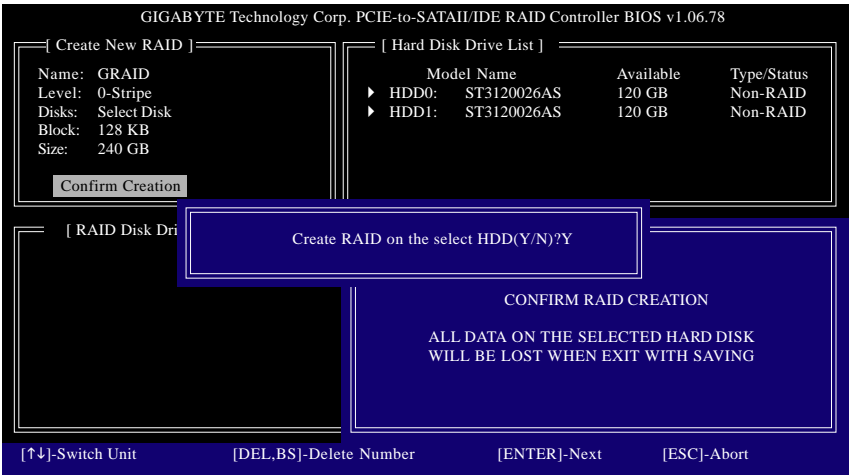 GIGABYTE Technology Corp. PCIE-to-SATAII/IDE RAID Controller BIOS v1.06.78
[ Create New RAID ]
Name: GRAID
Level: 0-Stripe
Disks: Select Disk
Block: 128 KB
Size: 240 GB
Confirm Creation
[ Hard Disk Drive List ]
Model Name Available Type/Status
HDD0: ST3120026AS 120 GB Non-RAID
HDD1: ST3120026AS 120 GB Non-RAID
[ RAID Disk Dri
Create RAID on the select HDD(Y/N)?Y
CONFIRM RAID CREATION
ALL DATA ON THE SELECTED HARD DISK
WILL BE LOST WHEN EXIT WITH SAVING
[↑↓]-Switch Unit [DEL,BS]-Delete Number [ENTER]-Next [ESC]-Abort